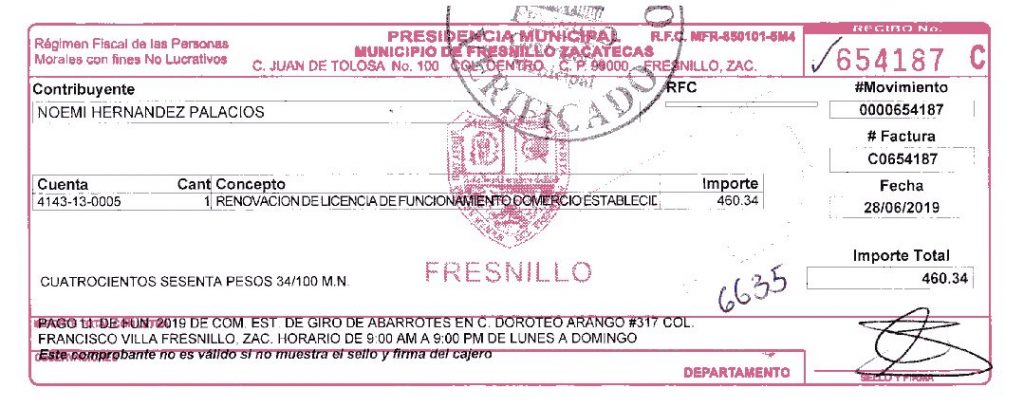 RECIBO No.
Régimen Fiscal de las Personas
Morales con fines No Lucrativos
PRESIDENCIA MUNICIPAL R.F.C. MFR-850101-5M4
MUNICIPIO DE FRESNILLO ZACATECAS
C. JUAN DE TOLOSA No. 100 COL. CENTRO C. P. 99000 FRESNILLO, ZAC.
654187 C
VERIFICADO
Contribuyente RFC #Movimiento
NOEMI HERNANDEZ PALACIOS 0000654187
# Factura
C0654187
Cuenta Cant Concepto Importe Fecha
4143-13-0005 1 RENOVACION DE LICENCIA DE FUNCIONAMIENTO COMERCIO ESTABLECID 460.34
28/06/2019
Importe Total
FRESNILLO
CUATROCIENTOS SESENTA PESOS 34/100 M.N. 460.34
6635
PAGO 11 DE FUN. 2019 DE COM. EST. DE GIRO DE ABARROTES EN C. DOROTEO ARANGO #317 COL.
FRANCISCO VILLA FRESNILLO, ZAC. HORARIO DE 9:00 AM A 9:00 PM DE LUNES A DOMINGO
Este comprobante no es válido si no muestra el sello y firma del cajero
OBSERVACIONES
DEPARTAMENTO SELLO Y FIRMA